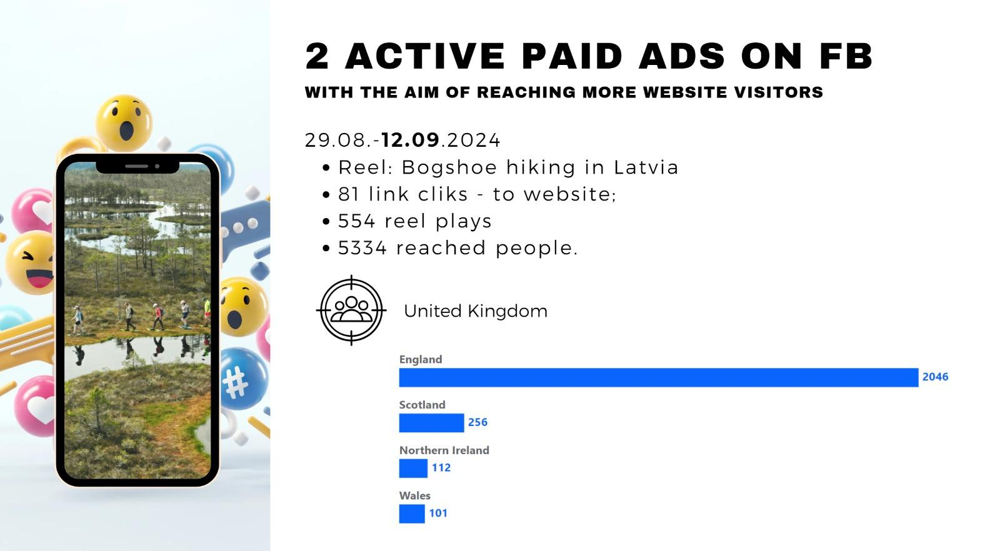 2 ACTIVE PAID ADS ON FB
WITH THE AIM OF REACHING MORE WEBSITE VISITORS
29.08.-12.09.2024
• Reel: Bogshoe hiking in Latvia
• 81 link cliks - to website;
• 554 reel plays
• 5334 reached people.
United Kingdom
England
2046
Scotland
256
Northern Ireland
112
Wales
101
#